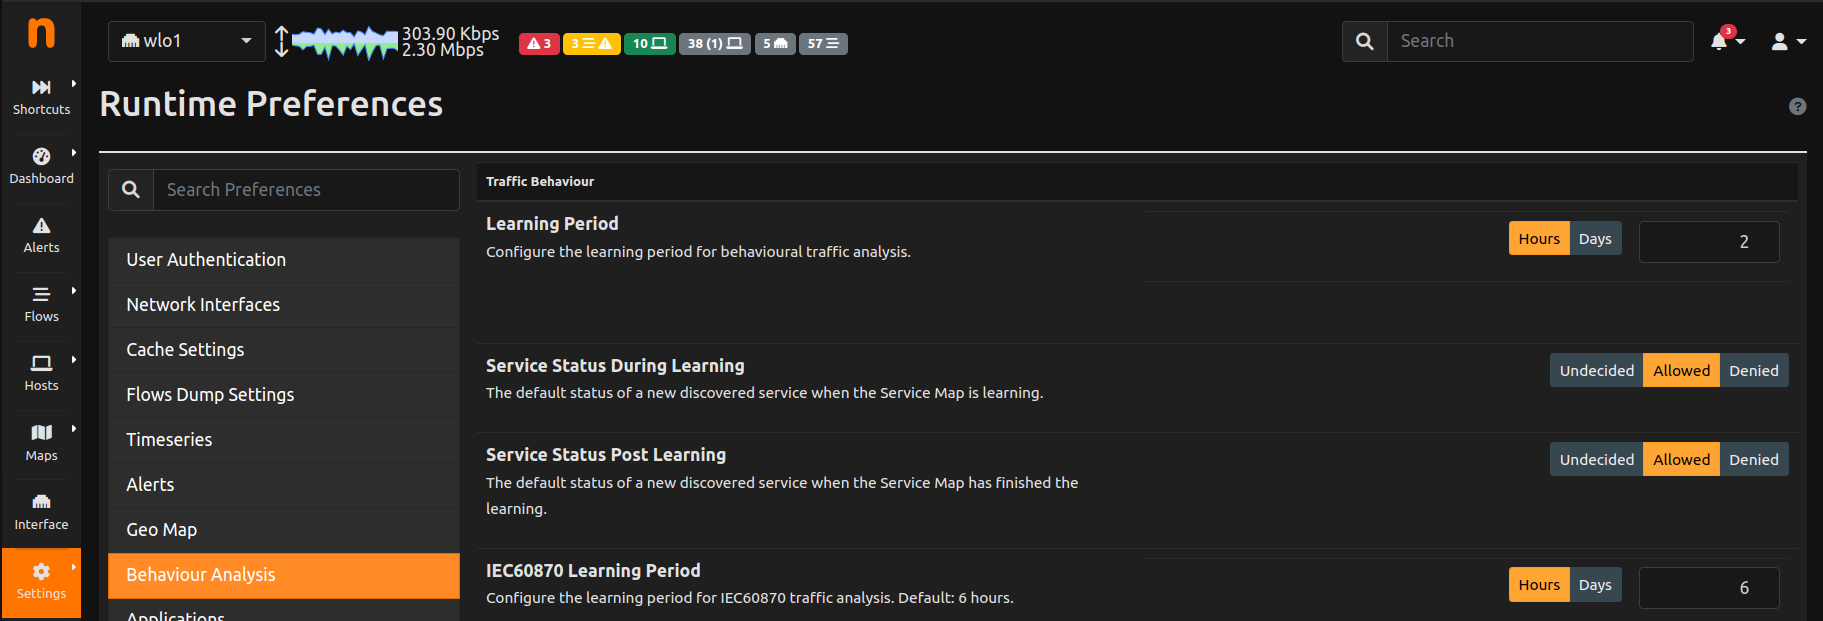 n
wlo1
303.90 Kbps
2.30 Mbps
3
3
10
38 (1)
5
57
Search
3
Shortcuts
Dashboard
Alerts
Flows
Hosts
Maps
Interface
Settings
Runtime Preferences
?
Search Preferences
User Authentication
Network Interfaces
Cache Settings
Flows Dump Settings
Timeseries
Alerts
Geo Map
Behaviour Analysis
Applications
Traffic Behaviour
Learning Period
Configure the learning period for behavioural traffic analysis.
Hours Days 2
Service Status During Learning
The default status of a new discovered service when the Service Map is learning.
Undecided Allowed Denied
Service Status Post Learning
The default status of a new discovered service when the Service Map has finished the
learning.
Undecided Allowed Denied
IEC60870 Learning Period
Configure the learning period for IEC60870 traffic analysis. Default: 6 hours.
Hours Days 6